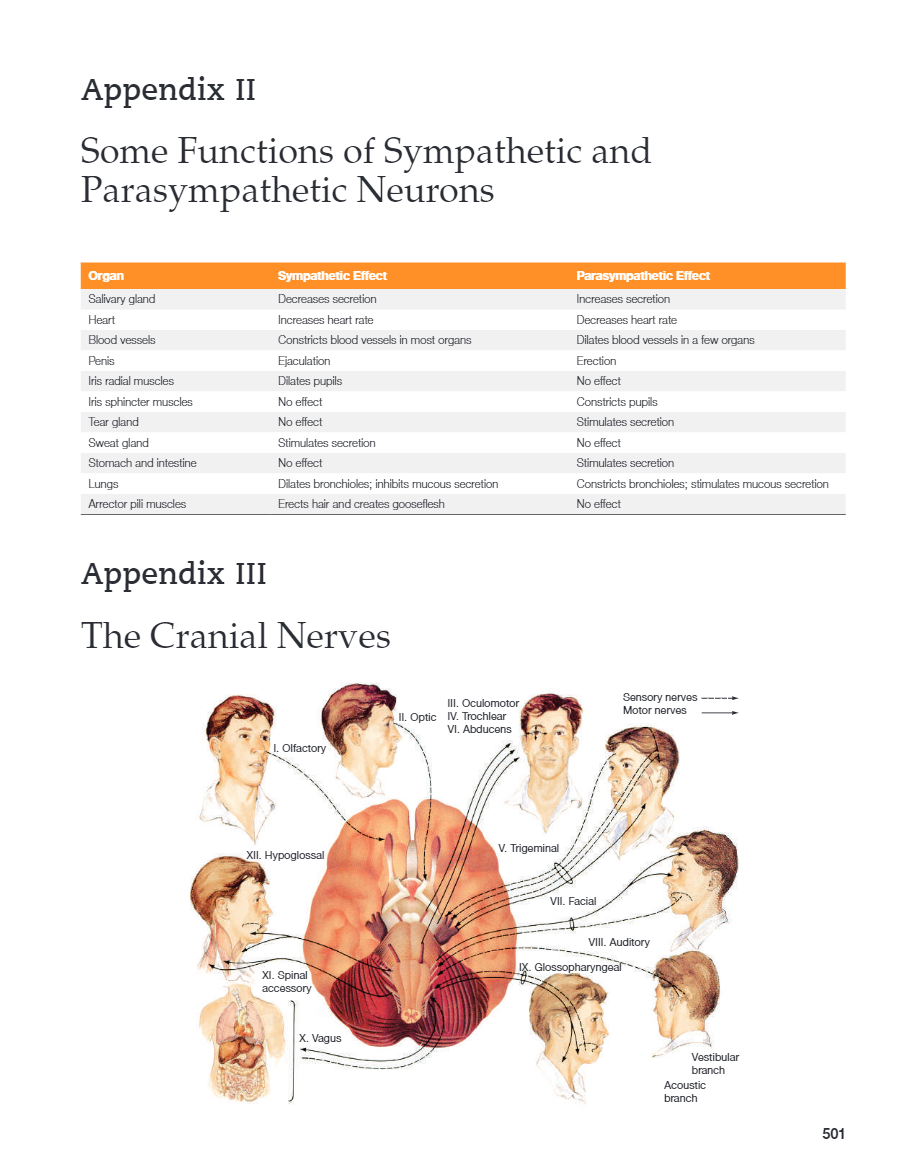 Appendix II
Some Functions of Sympathetic and
Parasympathetic Neurons
Organ Sympathetic Effect Parasympathetic Effect
Salivary gland Decreases secretion Increases secretion
Heart Increases heart rate Decreases heart rate
Blood vessels Constricts blood vessels in most organs Dilates blood vessels in a few organs
Penis Ejaculation Erection
Iris radial muscles Dilates pupils No effect
Iris sphincter muscles No effect Constricts pupils
Tear gland No effect Stimulates secretion
Sweat gland Stimulates secretion No effect
Stomach and intestine No effect Stimulates secretion
Lungs Dilates bronchioles; inhibits mucous secretion Constricts bronchioles; stimulates mucous secretion
Arrector pili muscles Erects hair and creates gooseflesh No effect
Appendix III
The Cranial Nerves
Sensory nerves
Motor nerves
III. Oculomotor
IV. Trochlear
VI. Abducens
II. Optic
I. Olfactory
V. Trigeminal
XII. Hypoglossal
VII. Facial
VIII. Auditory
IX. Glossopharyngeal
XI. Spinal
accessory
X. Vagus
Vestibular
branch
Acoustic
branch
501